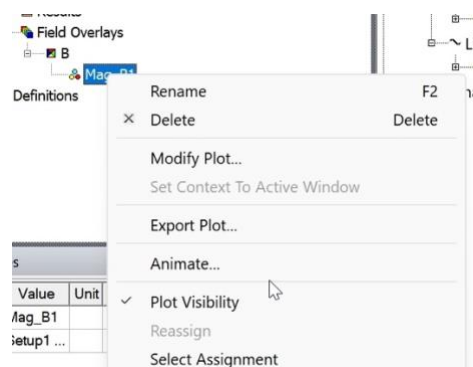 Field Overlays
B
Mag_B1
Definitions
Rename F2
Delete Delete
Modify Plot...
Set Context To Active Window
Export Plot...
Animate...
Plot Visibility
Reassign
Select Assignment
Value Unit
Mag_B1
Setup1 ...
L